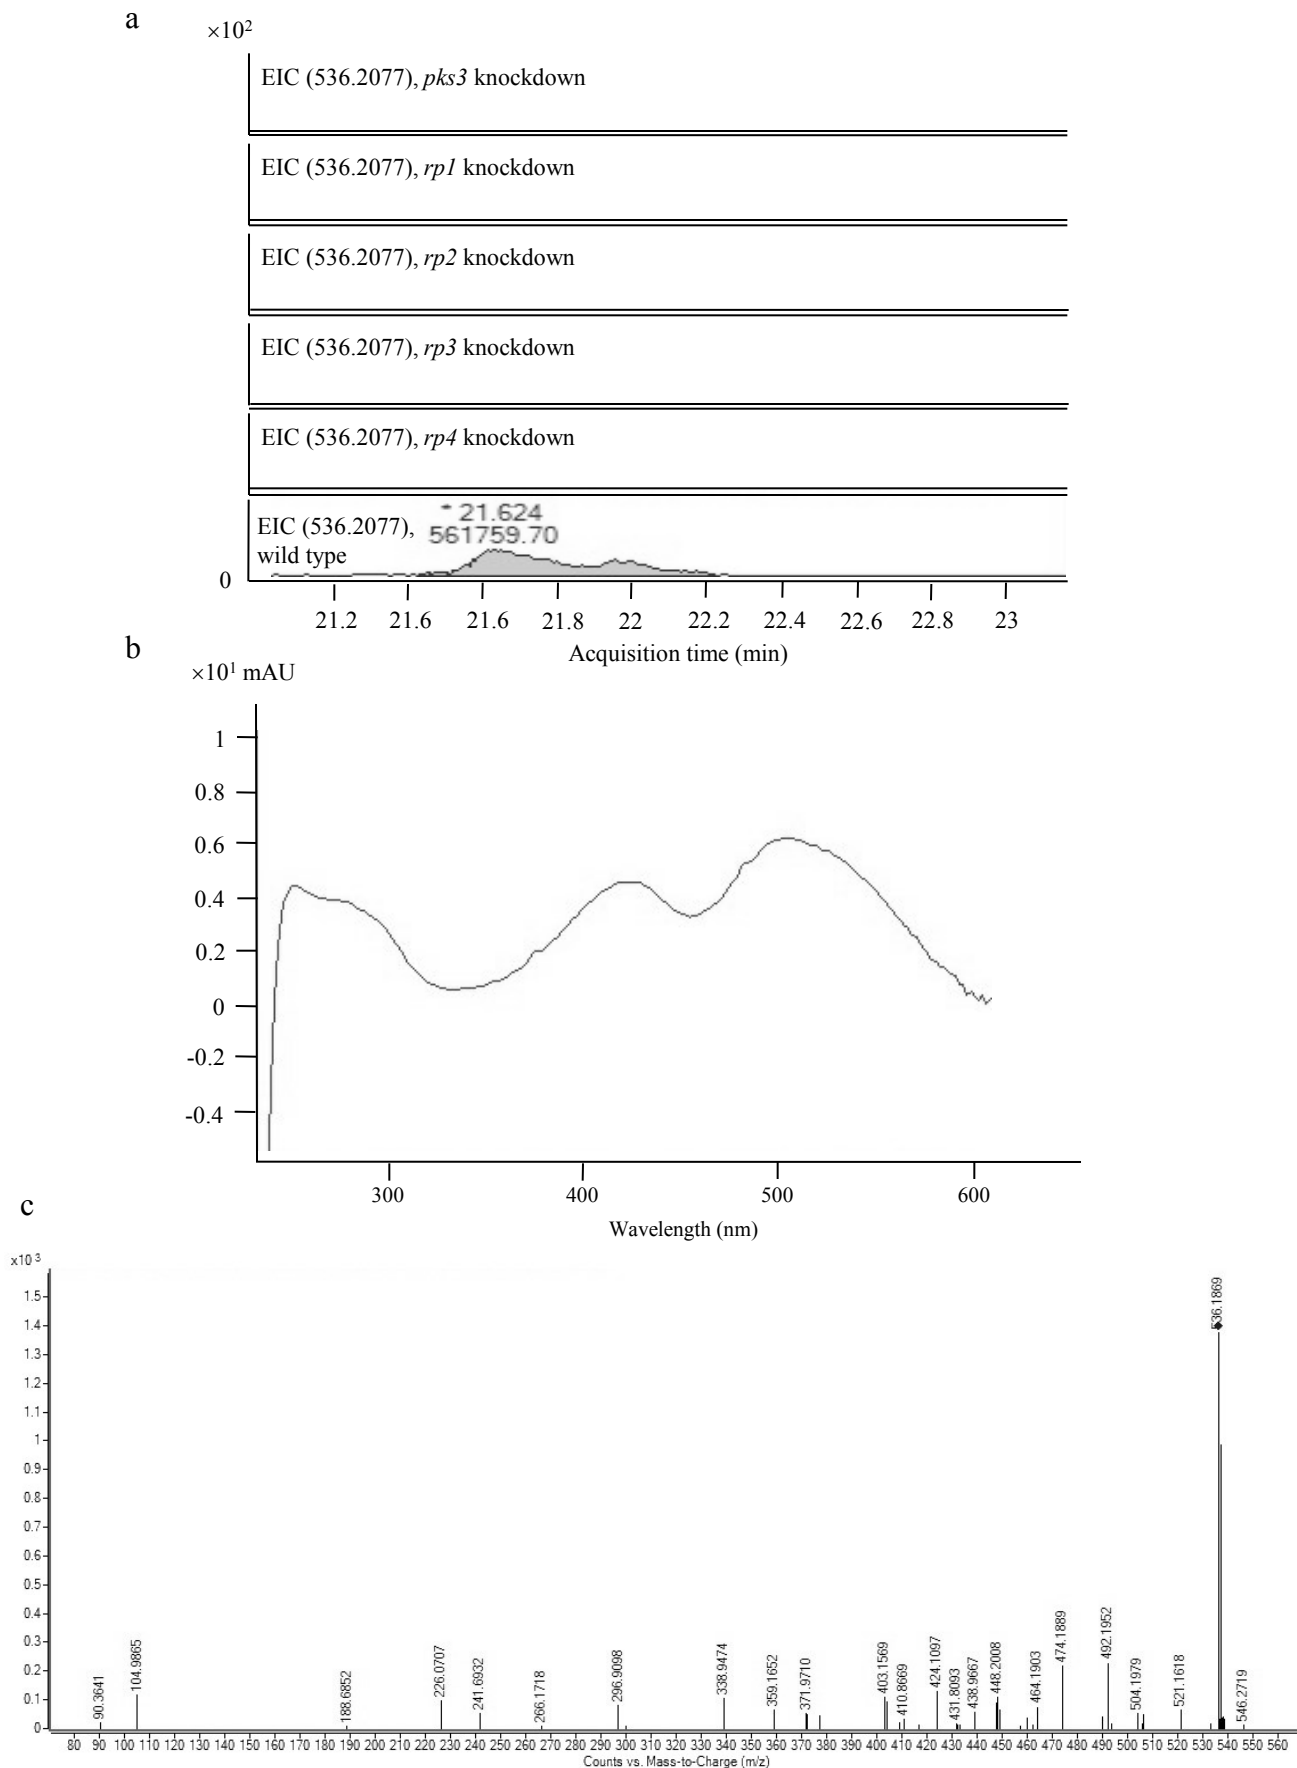 a
×10²
EIC (536.2077), pks3 knockdown
EIC (536.2077), rp1 knockdown
EIC (536.2077), rp2 knockdown
EIC (536.2077), rp3 knockdown
EIC (536.2077), rp4 knockdown
* 21.624
561759.70
EIC (536.2077),
wild type
0
21.2 21.6 21.6 21.8 22 22.2 22.4 22.6 22.8 23
Acquisition time (min)
b
×10¹ mAU
1
0.8
0.6
0.4
0.2
0
-0.2
-0.4
300 400 500 600
Wavelength (nm)
c
x10 3
1.5
1.4
1.3
1.2
1.1
1
0.9
0.8
0.7
0.6
0.5
0.4
0.3
0.2
0.1
0
90.3641
104.9865
188.6852
226.0707
241.6932
266.1718
296.9098
338.9474
359.1652
371.9710
403.1569
410.8669
424.1097
431.8093
438.9667
448.2008
464.1903
474.1889
492.1952
504.1979
521.1618
536.1869
546.2719
80 90 100 110 120 130 140 150 160 170 180 190 200 210 220 230 240 250 260 270 280 290 300 310 320 330 340 350 360 370 380 390 400 410 420 430 440 450 460 470 480 490 500 510 520 530 540 550 560
Counts vs. Mass-to-Charge (m/z)